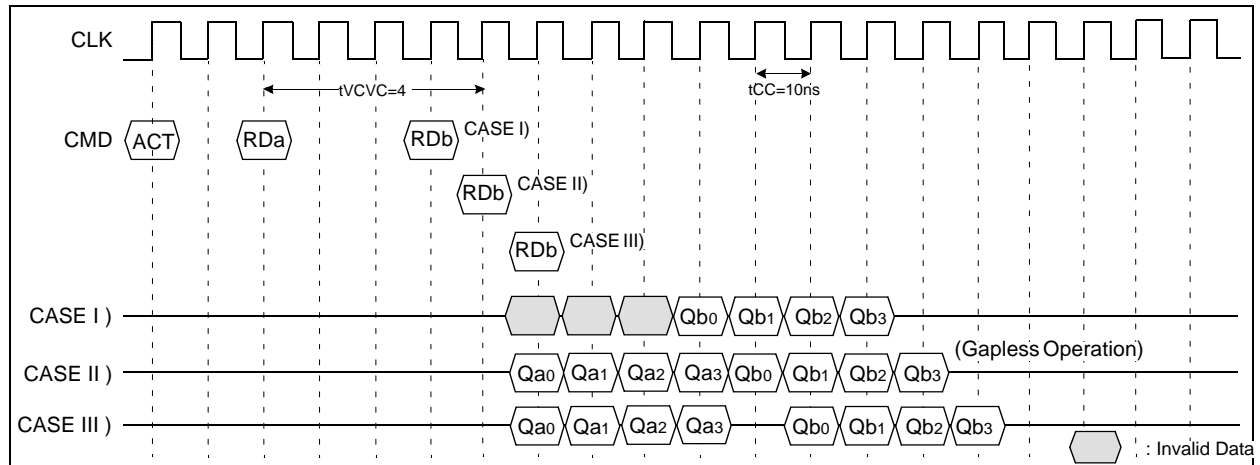 CLK
tVCVC=4
tCC=10ns
CMD ACT RDa RDb CASE I)
RDb CASE II)
RDb CASE III)
CASE I ) Qb0 Qb1 Qb2 Qb3
(Gapless Operation)
CASE II ) Qa0 Qa1 Qa2 Qa3 Qb0 Qb1 Qb2 Qb3
CASE III ) Qa0 Qa1 Qa2 Qa3 Qb0 Qb1 Qb2 Qb3
: Invalid Data